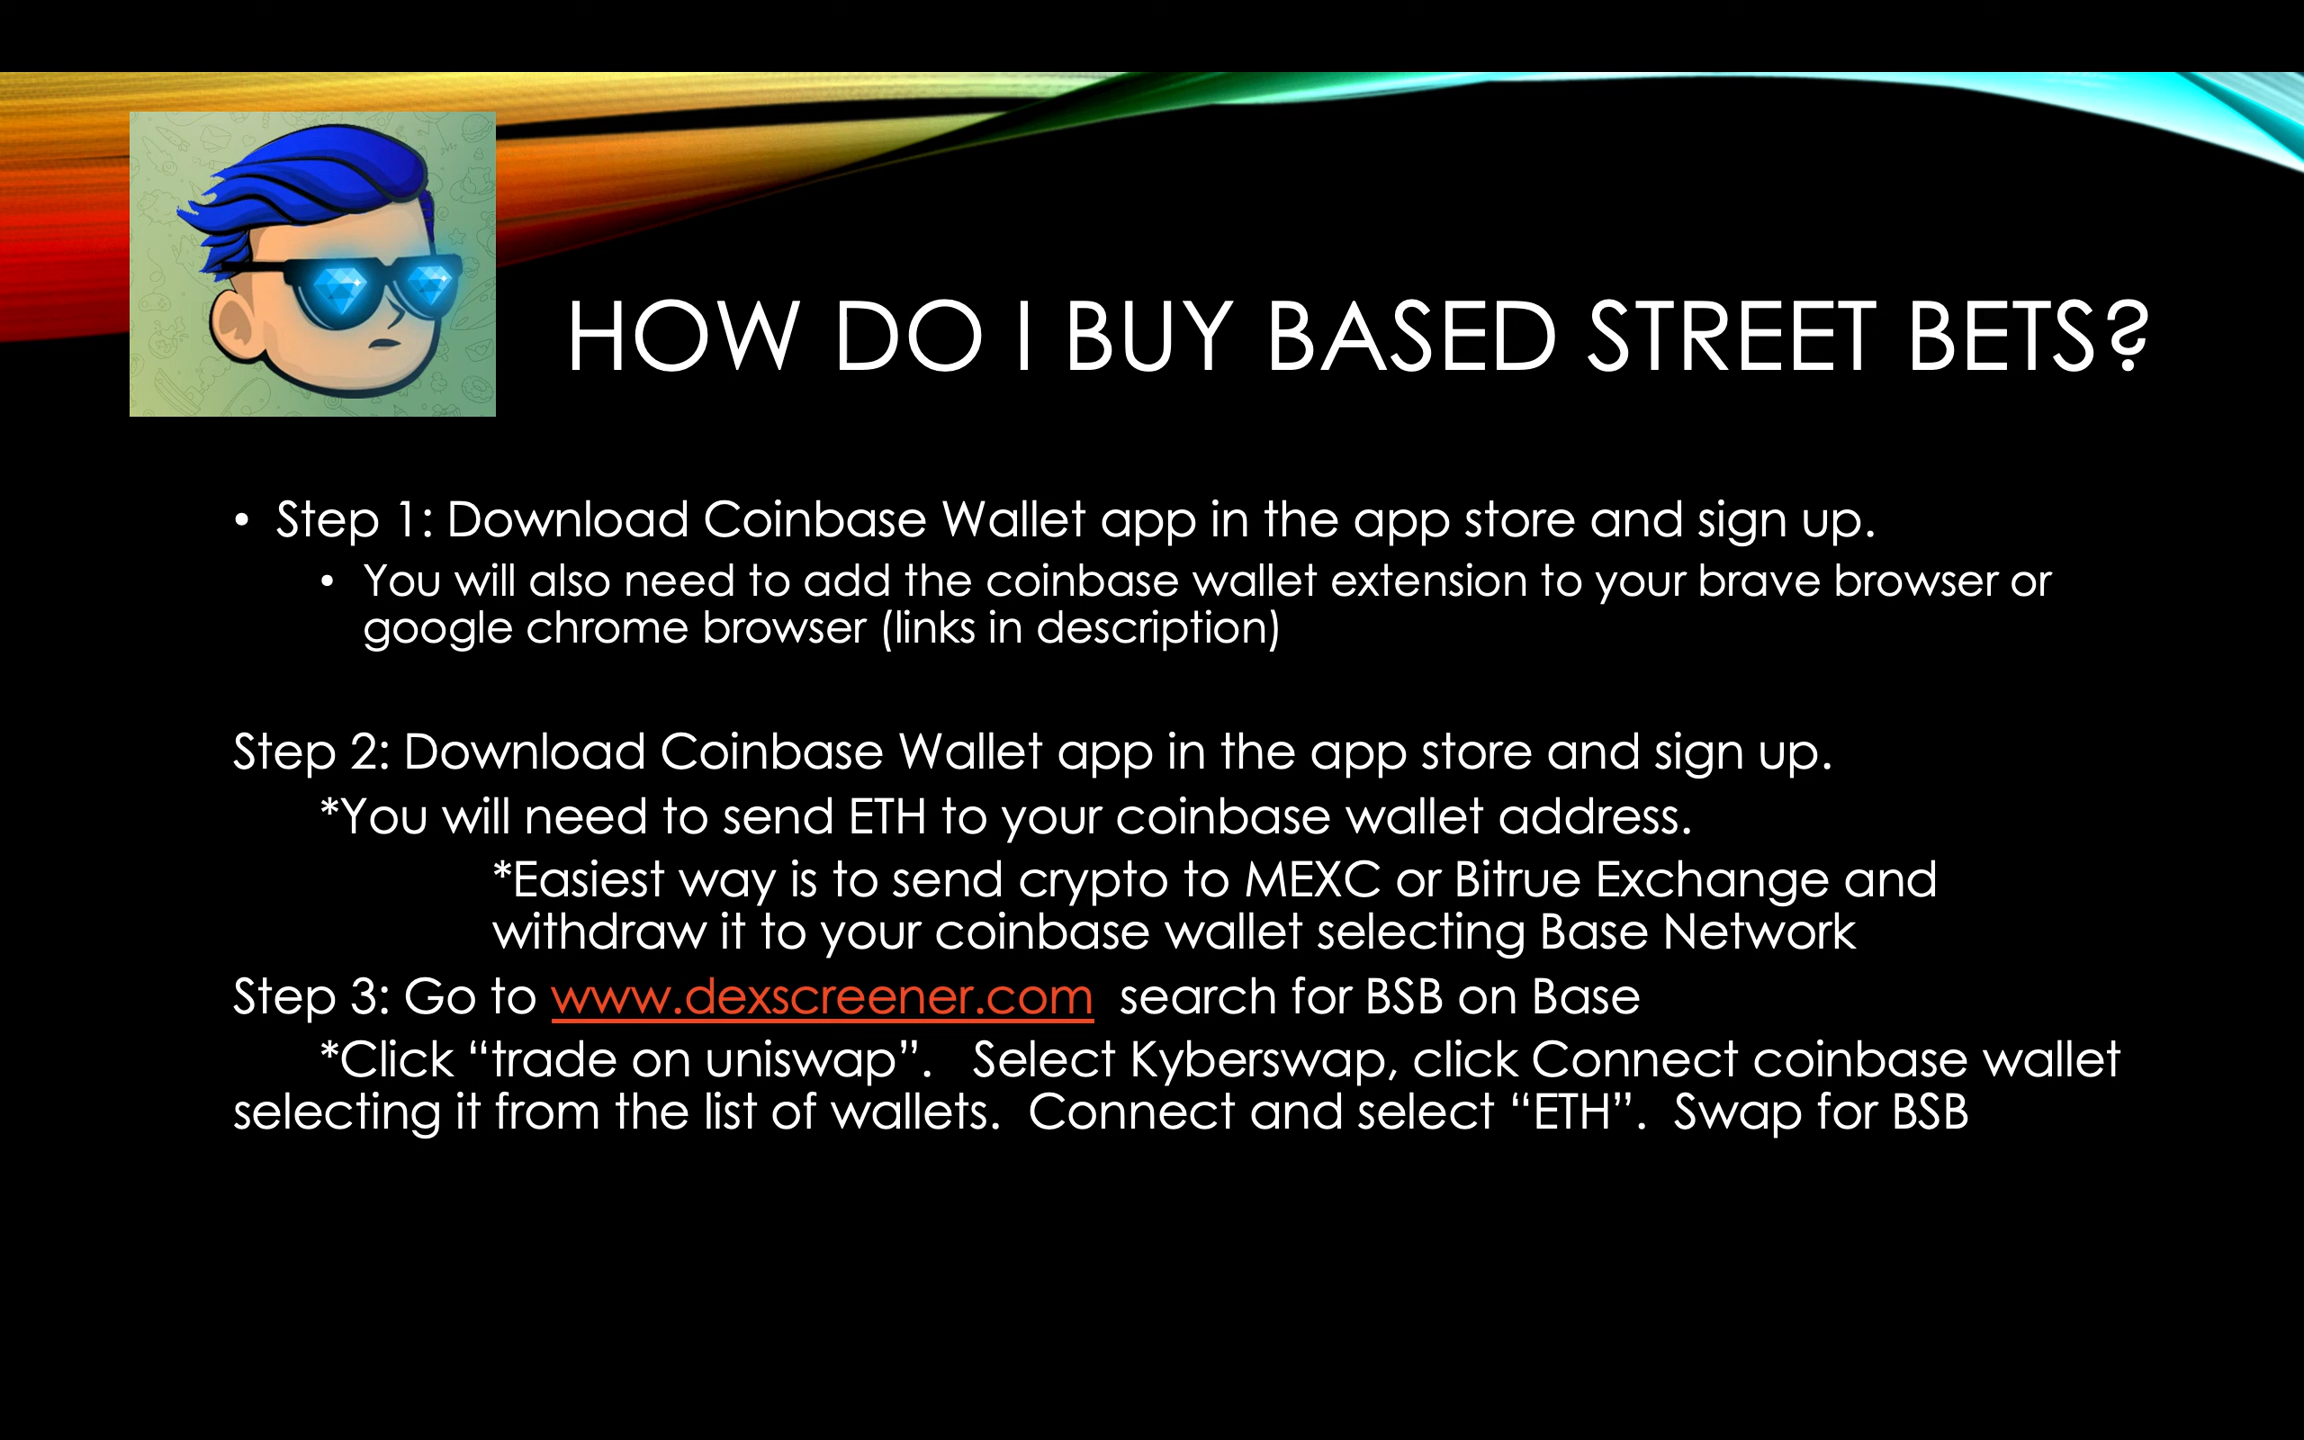 HOW DO I BUY BASED STREET BETS?
• Step 1: Download Coinbase Wallet app in the app store and sign up.
• You will also need to add the coinbase wallet extension to your brave browser or
google chrome browser (links in description)
Step 2: Download Coinbase Wallet app in the app store and sign up.
*You will need to send ETH to your coinbase wallet address.
*Easiest way is to send crypto to MEXC or Bitrue Exchange and
withdraw it to your coinbase wallet selecting Base Network
Step 3: Go to www.dexscreener.com  search for BSB on Base
*Click “trade on uniswap”.   Select Kyberswap, click Connect coinbase wallet
selecting it from the list of wallets.  Connect and select “ETH”.  Swap for BSB